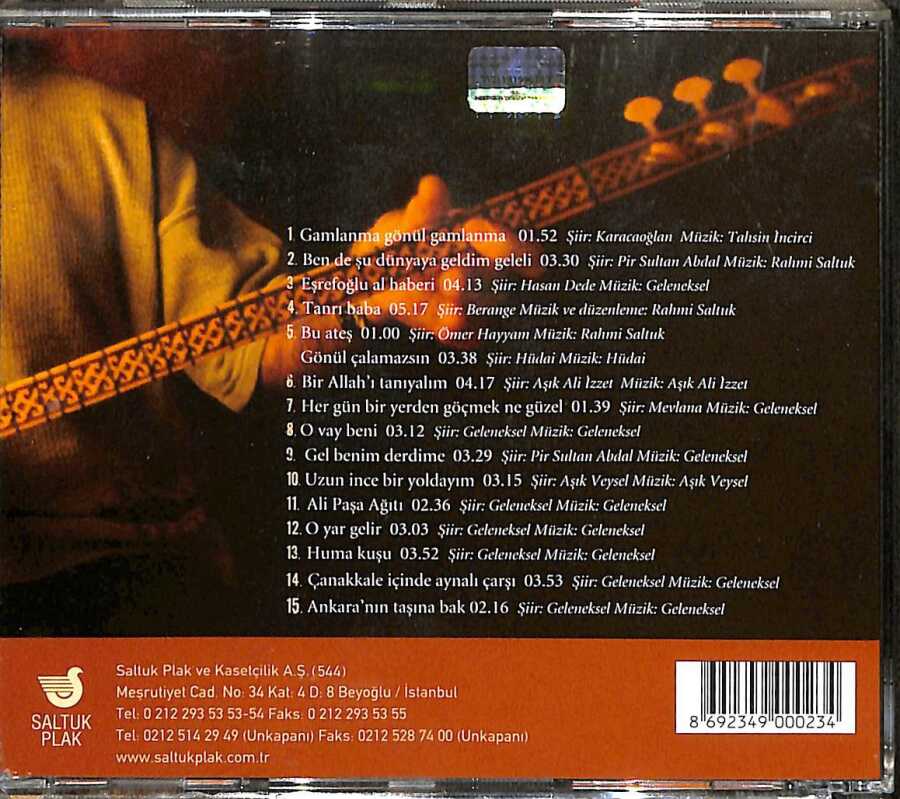 1 Gamlanma gönül gamlanma 01.52 Şiir: Karacaoğlan Müzik: Tahsin İncirci
2. Ben de şu dünyaya geldim geleli 03.30 Şiir: Pir Sultan Abdal Müzik: Rahmi Saltuk
3. Eşrefoğlu al haberi 04.13 Şiir: Hasan Dede Müzik: Geleneksel
4. Tanrı baba 05.17 Şiir: Berange Müzik ve düzenleme: Rahmi Saltuk
5. Bu ateş 01.00 Şiir: Ömer Hayyam Müzik: Rahmi Saltuk
Gönül çalamazsın 03.38 Şiir: Hüdai Müzik: Hüdai
6. Bir Allah'ı tanıyalım 04.17 Şiir: Aşık Ali İzzet Müzik: Aşık Ali İzzet
7. Her gün bir yerden göçmek ne güzel 01.39 Şiir: Mevlana Müzik: Geleneksel
8. O vay beni 03.12 Şiir: Geleneksel Müzik: Geleneksel
9. Gel benim derdime 03.29 Şiir: Pir Sultan Abdal Müzik: Geleneksel
10. Uzun ince bir yoldayım 03.15 Şiir: Aşık Veysel Müzik: Aşık Veysel
11. Ali Paşa Ağıtı 02.36 Şiir: Geleneksel Müzik: Geleneksel
12. O yar gelir 03.03 Şiir: Geleneksel Müzik: Geleneksel
13. Huma kuşu 03.52 Şiir: Geleneksel Müzik: Geleneksel
14. Çanakkale içinde aynalı çarşı 03.53 Şiir: Geleneksel Müzik: Geleneksel
15. Ankara'nın taşına bak 02.16 Şiir: Geleneksel Müzik: Geleneksel
SALTUK
PLAK
Saltuk Plak ve Kasetçilik A.Ş. (544)
Meşrutiyet Cad. No: 34 Kat: 4 D: 8 Beyoğlu / İstanbul
Tel: 0 212 293 53 53-54 Faks: 0 212 293 53 55
Tel: 0212 514 29 49 (Unkapanı) Faks: 0212 528 74 00 (Unkapanı)
www.saltukplak.com.tr
8 692349 000234